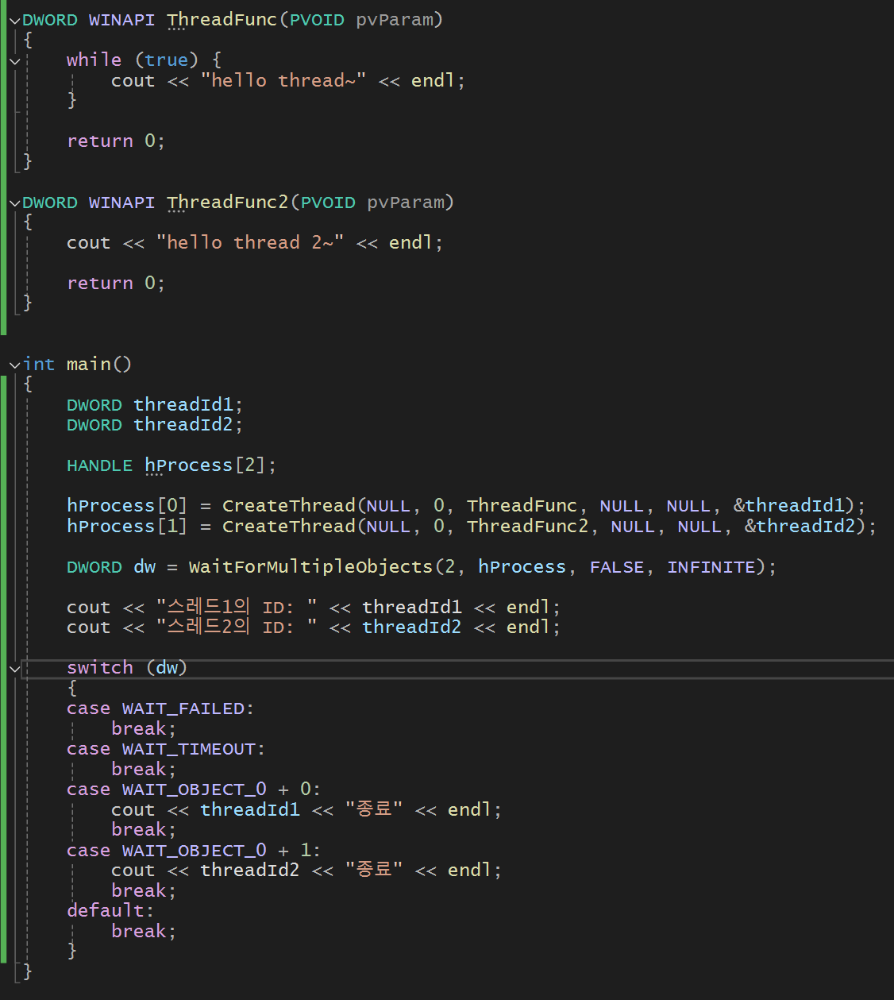 DWORD WINAPI ThreadFunc(PVOID pvParam)
{
    while (true) {
        cout << "hello thread~" << endl;
    }
    return 0;
}
DWORD WINAPI ThreadFunc2(PVOID pvParam)
{
    cout << "hello thread 2~" << endl;
    return 0;
}
int main()
{
    DWORD threadId1;
    DWORD threadId2;
    HANDLE hProcess[2];
    hProcess[0] = CreateThread(NULL, 0, ThreadFunc, NULL, NULL, &threadId1);
    hProcess[1] = CreateThread(NULL, 0, ThreadFunc2, NULL, NULL, &threadId2);
    DWORD dw = WaitForMultipleObjects(2, hProcess, FALSE, INFINITE);
    cout << "스레드1의 ID: " << threadId1 << endl;
    cout << "스레드2의 ID: " << threadId2 << endl;
    switch (dw)
    {
    case WAIT_FAILED:
        break;
    case WAIT_TIMEOUT:
        break;
    case WAIT_OBJECT_0 + 0:
        cout << threadId1 << "종료" << endl;
        break;
    case WAIT_OBJECT_0 + 1:
        cout << threadId2 << "종료" << endl;
        break;
    default:
        break;
    }
}